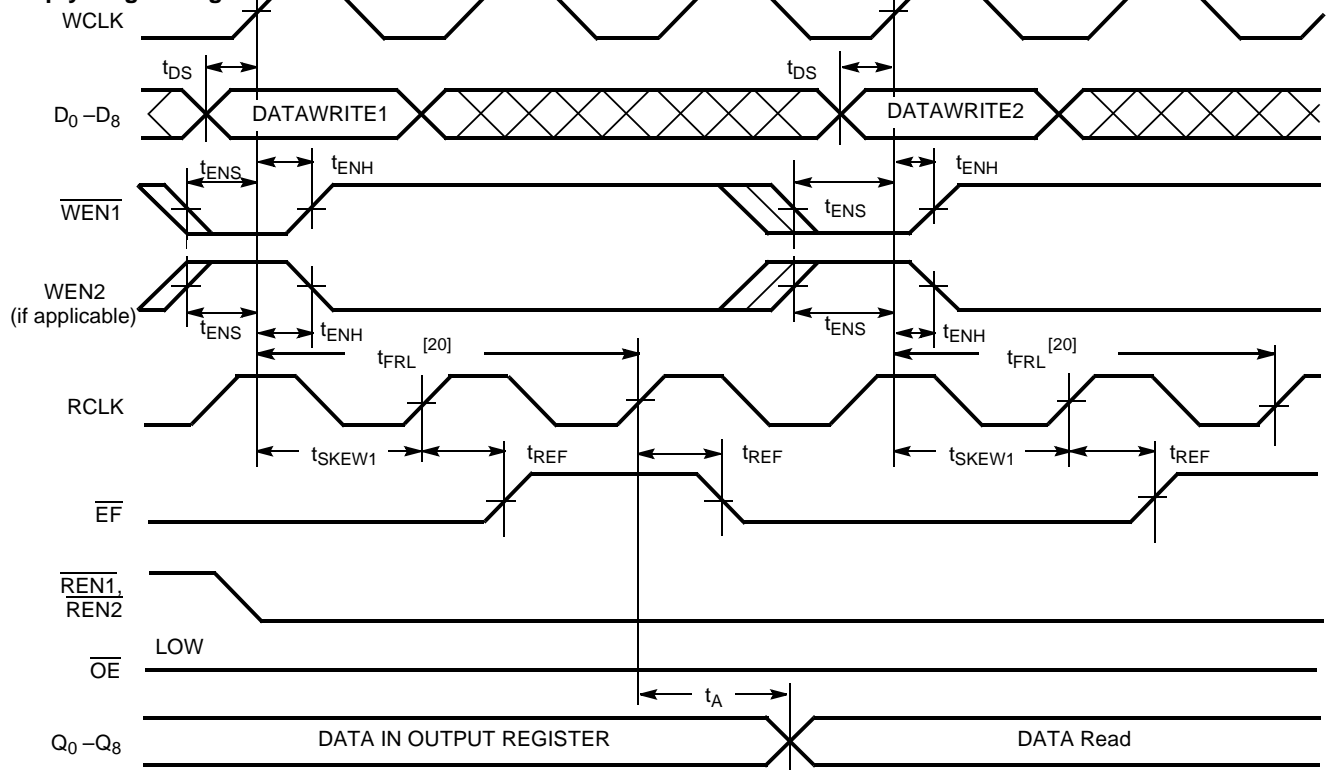 WCLK
tDS
tDS
D0 –D8
DATAWRITE1
DATAWRITE2
tENS
tENH
tENH
WEN1
tENS
WEN2
(if applicable)
tENS
tENH
tENS
tENH
tFRL [20]
tFRL [20]
RCLK
tSKEW1
tREF
tREF
tSKEW1
tREF
EF
REN1,
REN2
LOW
OE
tA
Q0 –Q8
DATA IN OUTPUT REGISTER
DATA Read